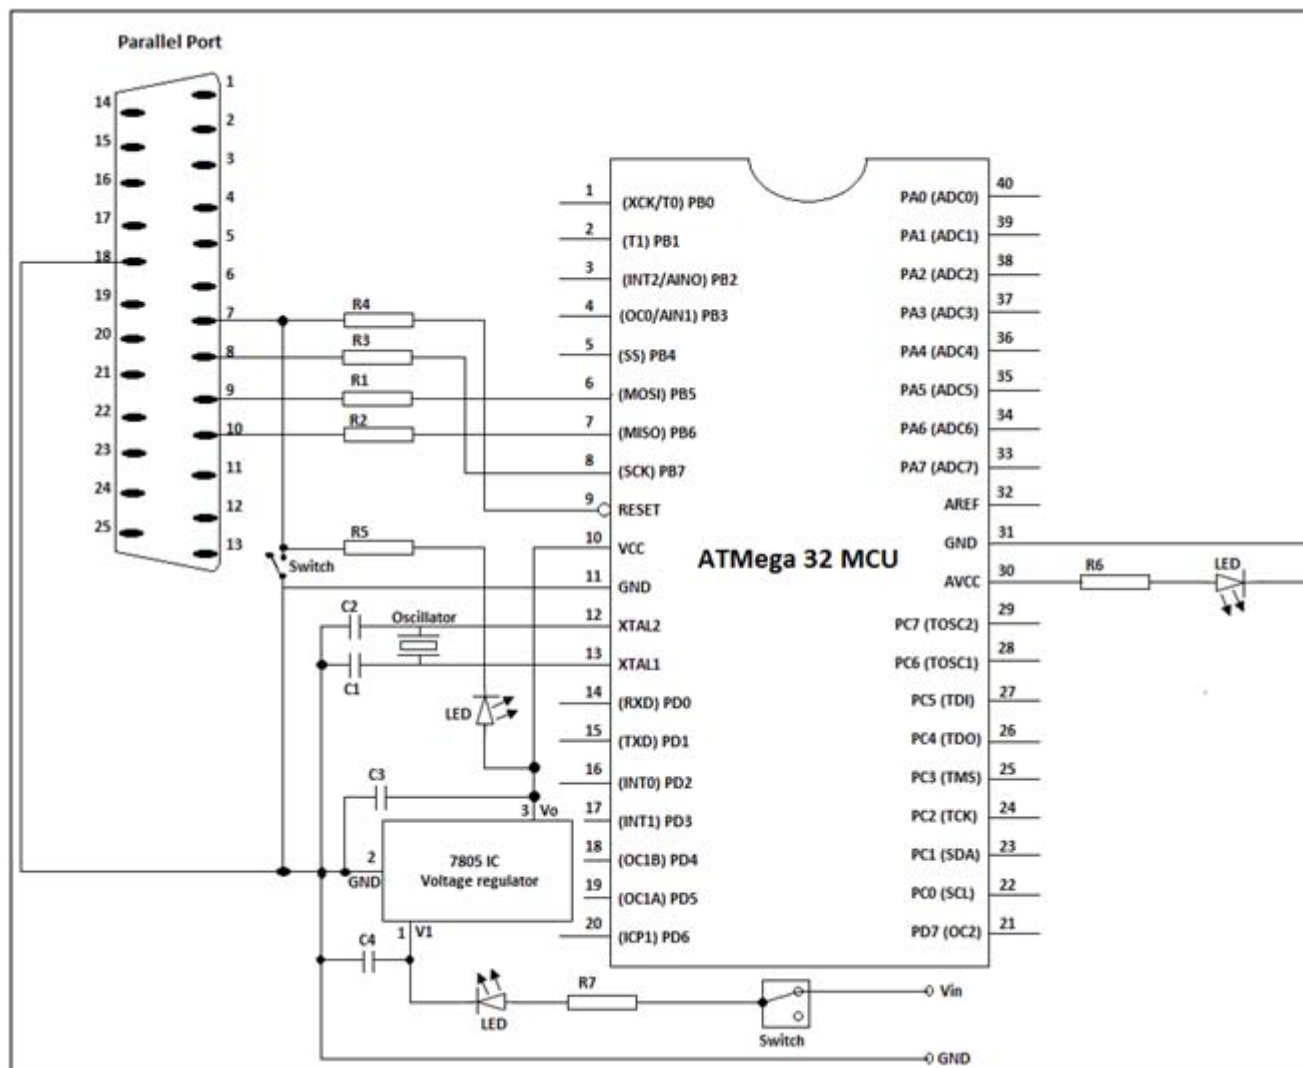 Parallel Port
1
14
2
15
3
16
4
17
5
18
6
19
7
20
8
21
9
22
10
23
11
24
12
25
13
R4
R3
R1
R2
R5
Switch
C2
Oscillator
C1
LED
C3
3 Vo
2
GND
7805 IC
Voltage regulator
1 V1
C4
LED
R7
Switch
Vin
GND
ATMega 32 MCU
1 (XCK/T0) PB0
2 (T1) PB1
3 (INT2/AINO) PB2
4 (OC0/AIN1) PB3
5 (SS) PB4
6 (MOSI) PB5
7 (MISO) PB6
8 (SCK) PB7
9 RESET
10 VCC
11 GND
12 XTAL2
13 XTAL1
14 (RXD) PD0
15 (TXD) PD1
16 (INT0) PD2
17 (INT1) PD3
18 (OC1B) PD4
19 (OC1A) PD5
20 (ICP1) PD6
PA0 (ADC0) 40
PA1 (ADC1) 39
PA2 (ADC2) 38
PA3 (ADC3) 37
PA4 (ADC4) 36
PA5 (ADC5) 35
PA6 (ADC6) 34
PA7 (ADC7) 33
AREF 32
GND 31
AVCC 30
PC7 (TOSC2) 29
PC6 (TOSC1) 28
PC5 (TDI) 27
PC4 (TDO) 26
PC3 (TMS) 25
PC2 (TCK) 24
PC1 (SDA) 23
PC0 (SCL) 22
PD7 (OC2) 21
R6
LED